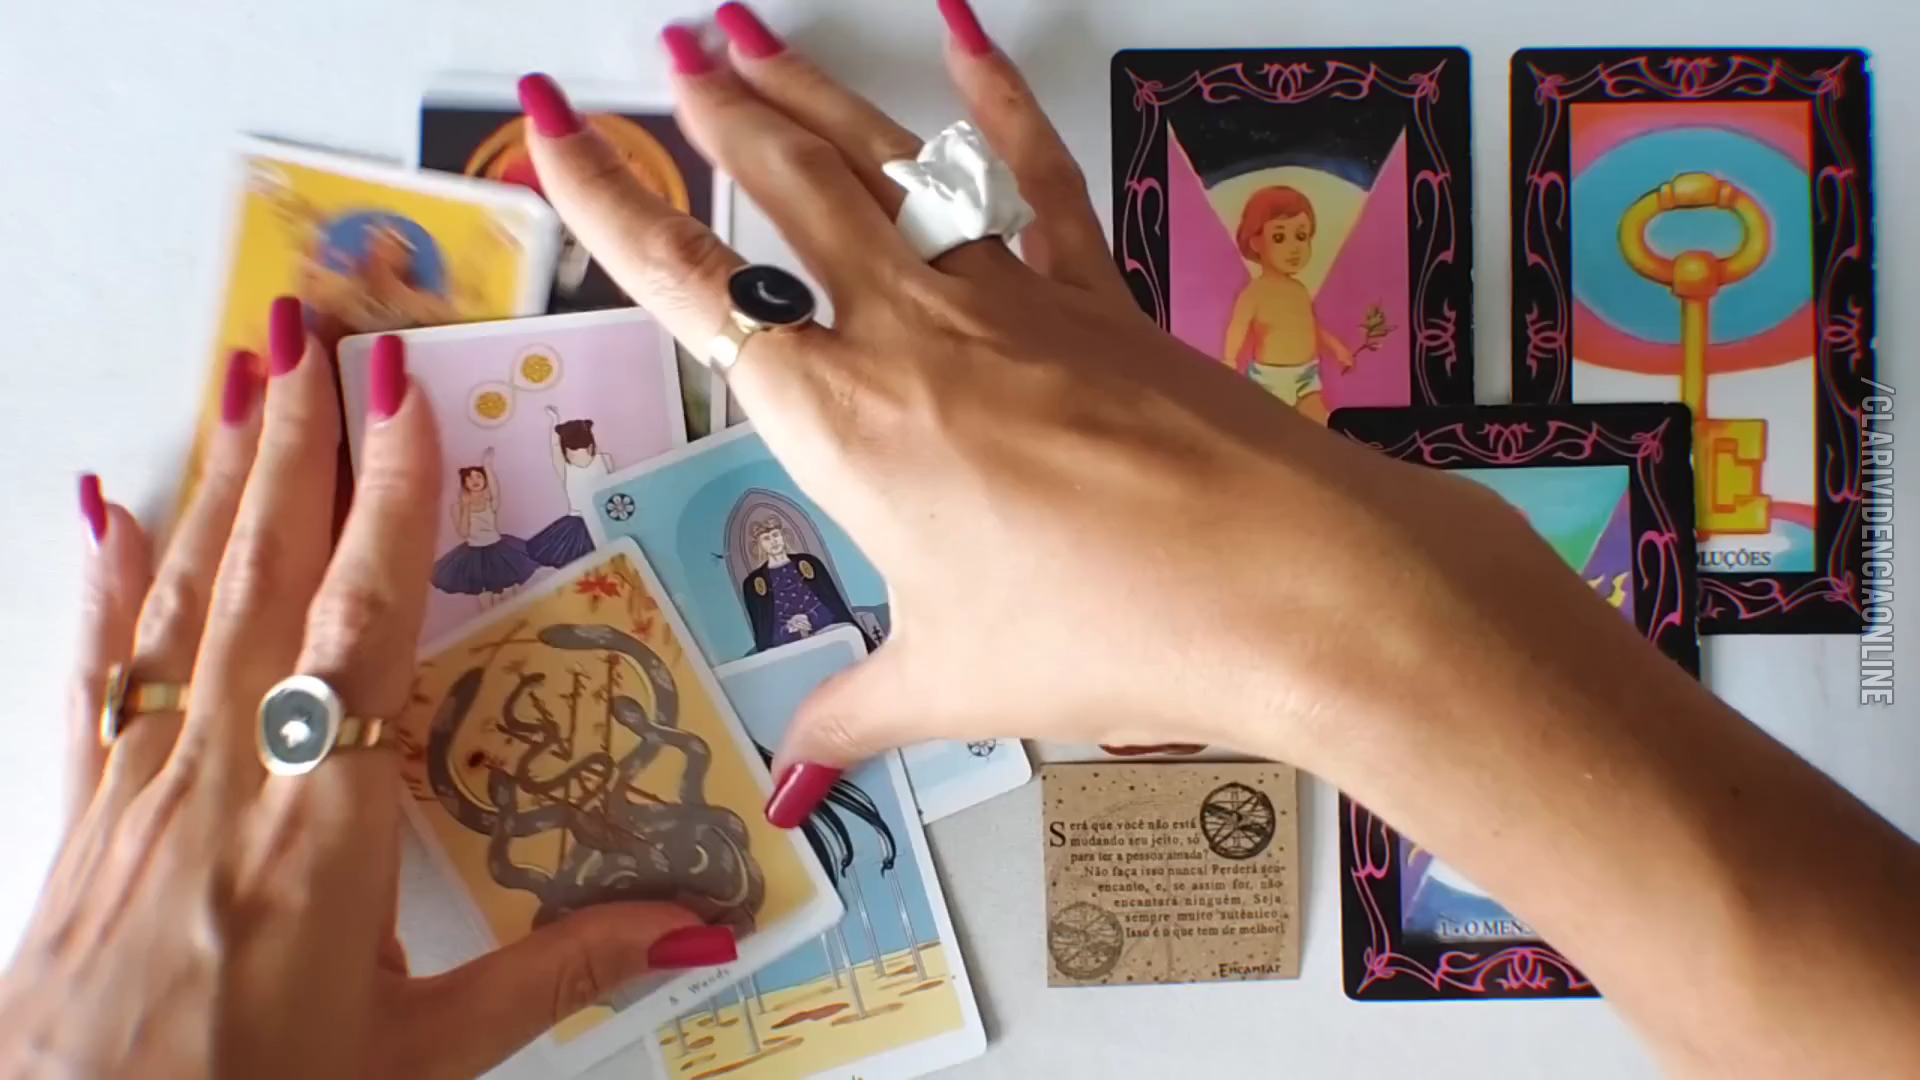 LUÇÕES
/CLARIVIDENCIAONLINE
Será que você não está
mudando seu jeito, só
para ter a pessoa amada?
Não faça isso nunca! Perderá seu
encanto, e, se assim for, não
encantará ninguém. Seja
sempre muito autêntico.
Isso é o que tem de melhor!
Encantar
1 • O MENS
Wands